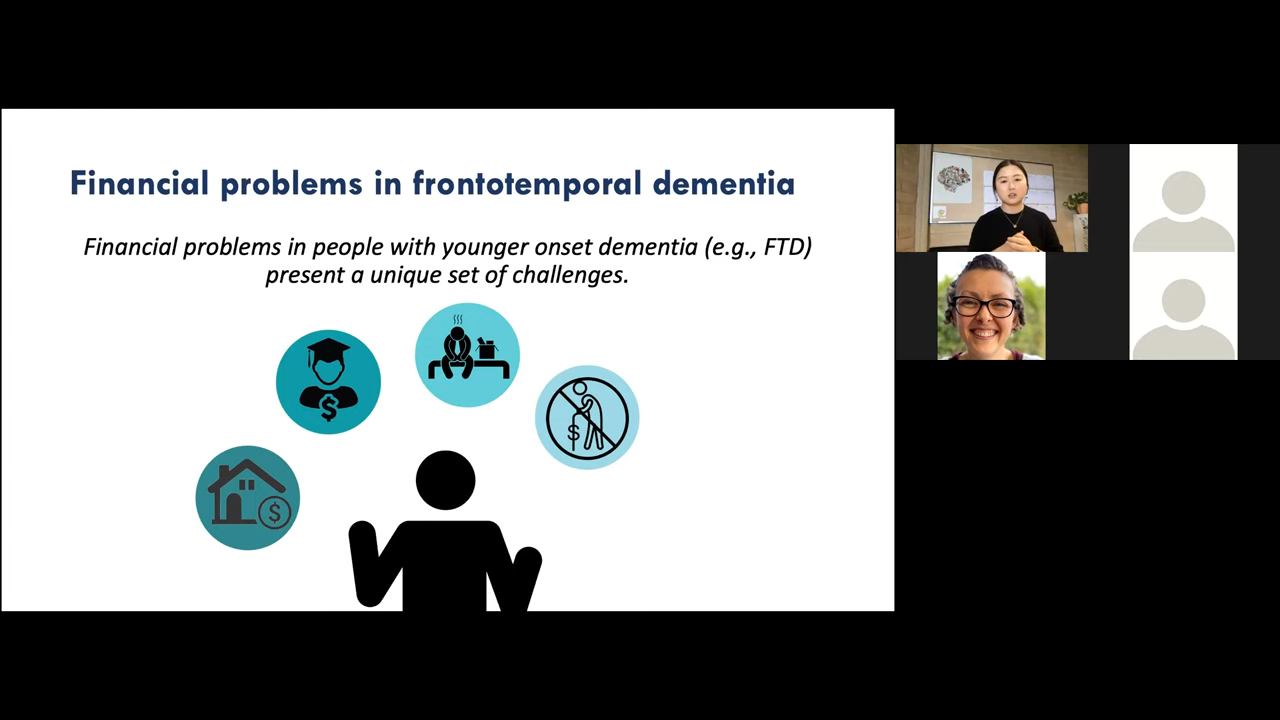 Financial problems in frontotemporal dementia
Financial problems in people with younger onset dementia (e.g., FTD)
present a unique set of challenges.
$
$
$